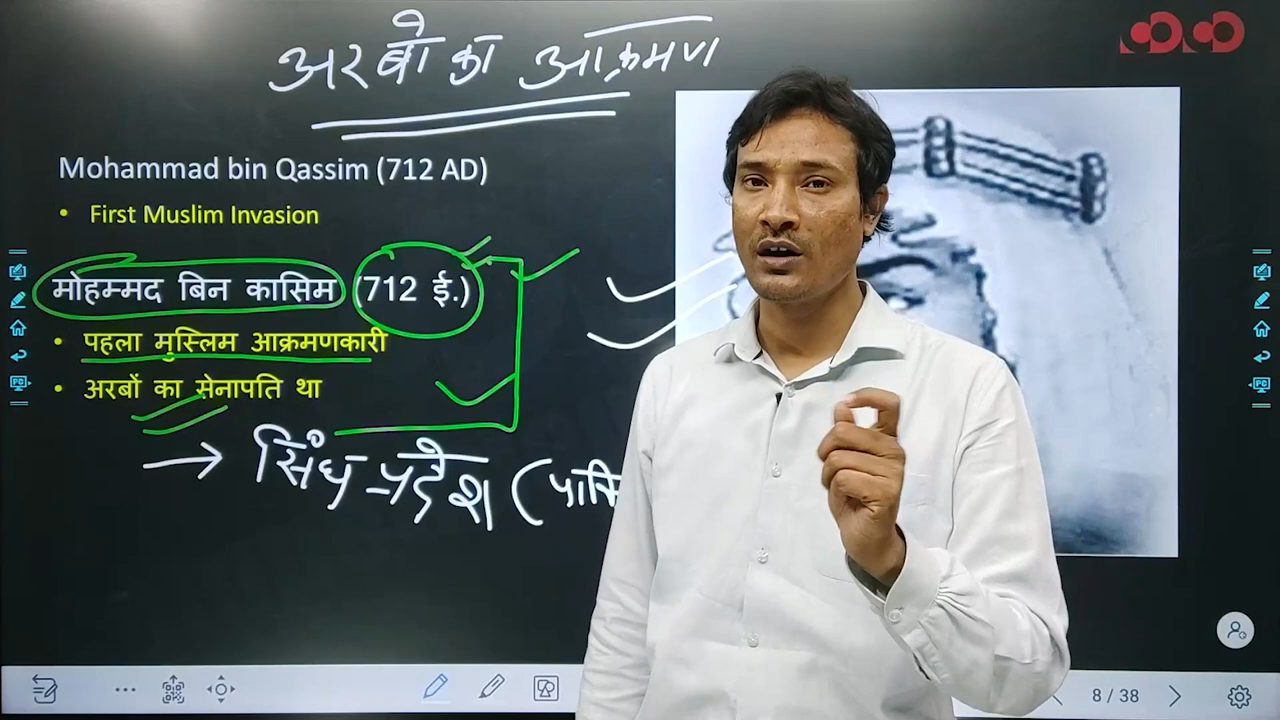 अरबो का आक्रमण
Mohammad bin Qassim (712 AD)
• First Muslim Invasion
मोहम्मद बिन कासिम (712 ई.)
• पहला मुस्लिम आक्रमणकारी
• अरबों का सेनापति था
→ सिंध प्रदेश (
8 / 38